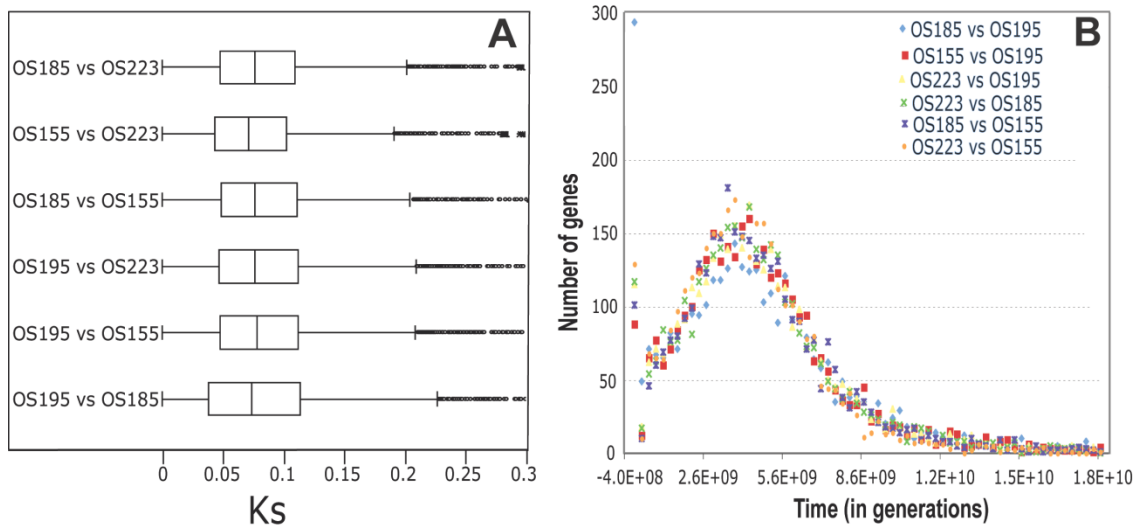 A
OS185 vs OS223
OS155 vs OS223
OS185 vs OS155
OS195 vs OS223
OS195 vs OS155
OS195 vs OS185
0
0.05
0.1
0.15
0.2
0.25
0.3
Ks
B
300
250
200
150
100
50
0
Number of genes
OS185 vs OS195
OS155 vs OS195
OS223 vs OS195
OS223 vs OS185
OS185 vs OS155
OS223 vs OS155
-4.0E+08
2.6E+09
5.6E+09
8.6E+09
1.2E+10
1.5E+10
1.8E+10
Time (in generations)